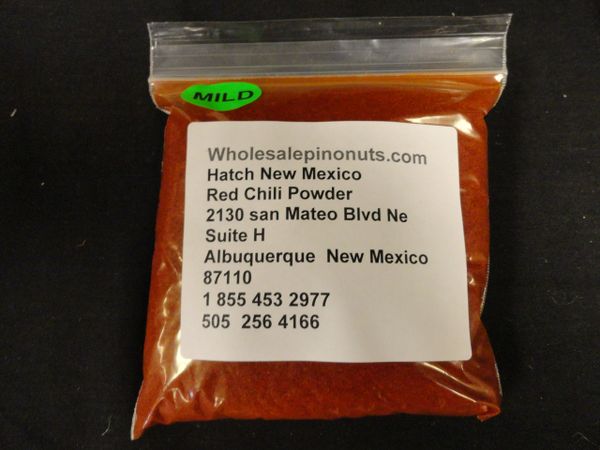 MILD
Wholesalepinonuts.com
Hatch New Mexico
Red Chili Powder
2130 san Mateo Blvd Ne
Suite H
Albuquerque New Mexico
87110
1 855 453 2977
505 256 4166